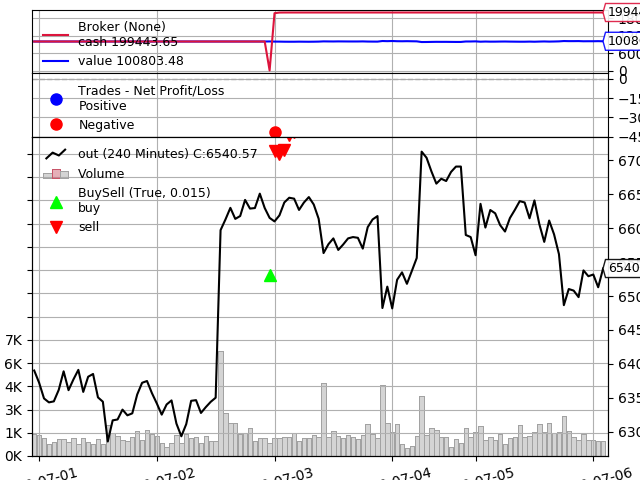 Broker (None)
cash 199443.65
value 100803.48
Trades - Net Profit/Loss
Positive
Negative
out (240 Minutes) C:6540.57
Volume
BuySell (True, 0.015)
buy
sell
7K
6K
4K
3K
1K
0K
1994
1008
600
0
0
−15
−30
−45
670
665
660
6540
650
645
640
635
630
07-01
07-02
07-03
07-04
07-05
07-06